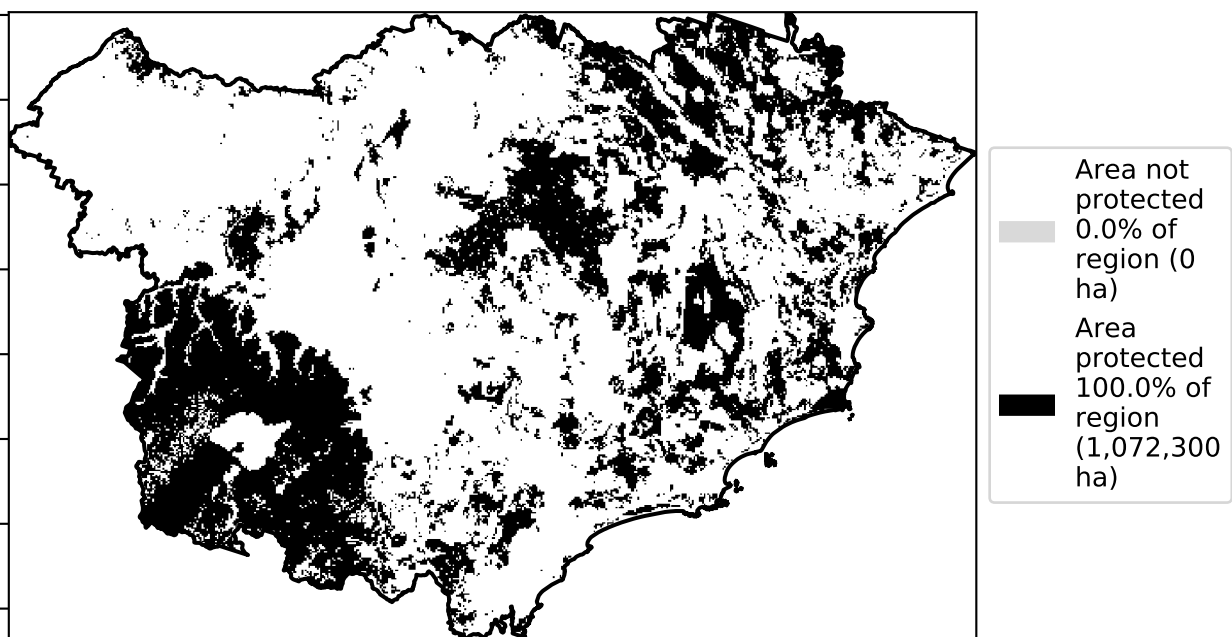 Area not
protected
0.0% of
region (0
ha)
Area
protected
100.0% of
region
(1,072,300
ha)